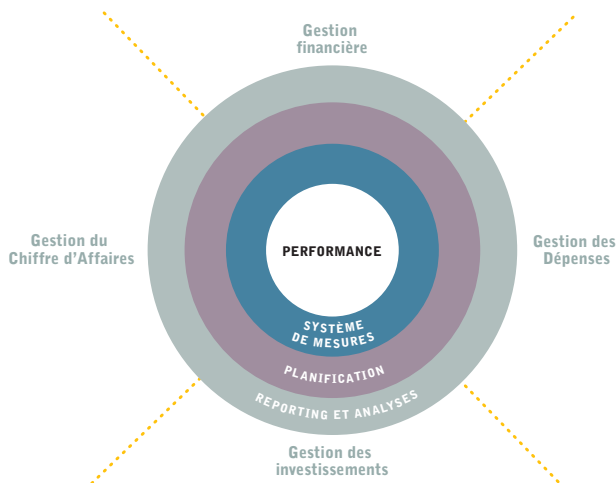 Gestion
financière
Gestion du
Chiffre d'Affaires
PERFORMANCE
Gestion des
Dépenses
SYSTÈME
DE MESURES
PLANIFICATION
REPORTING ET ANALYSES
Gestion des
investissements